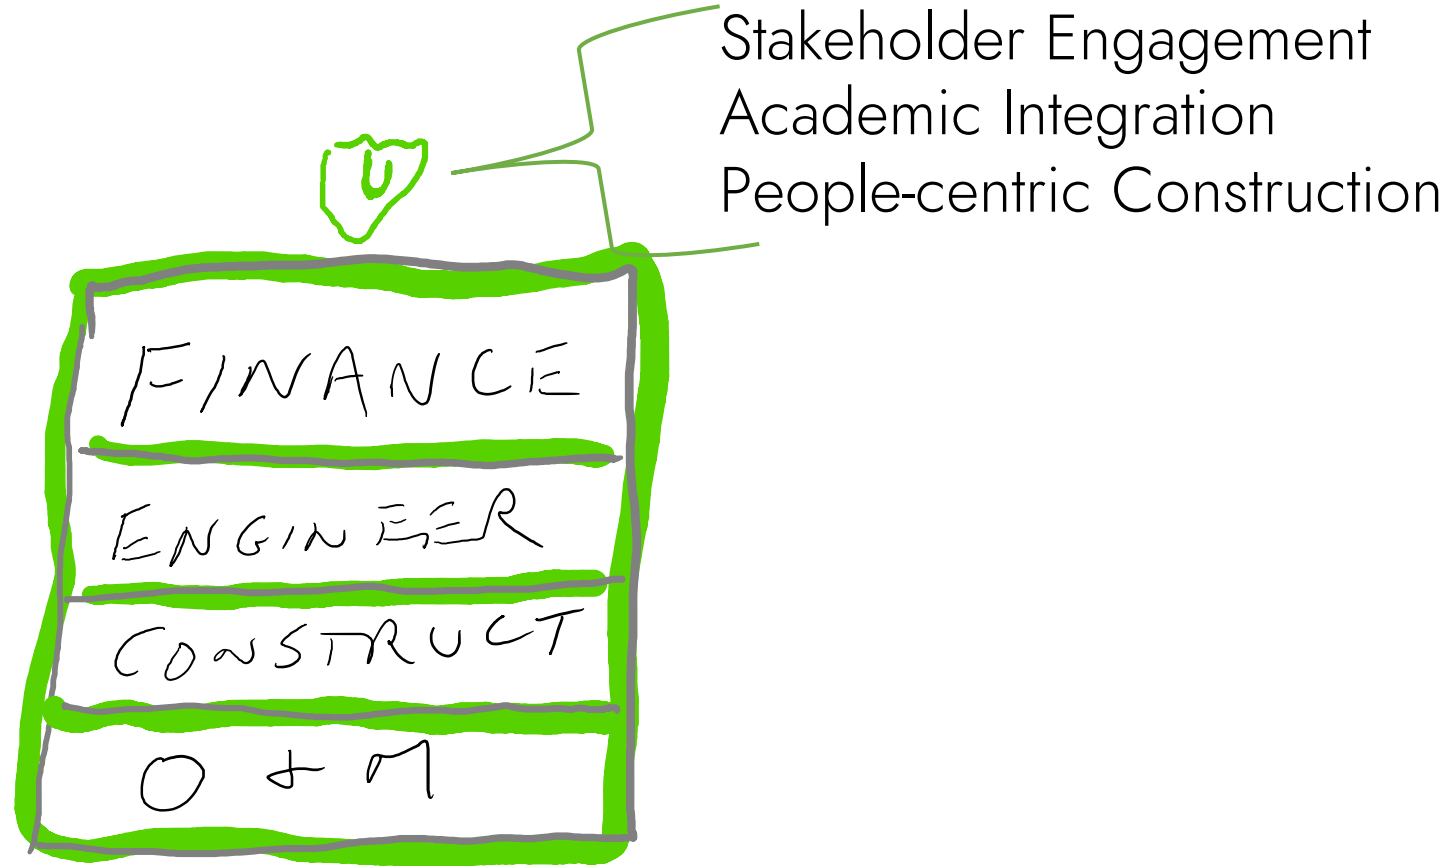 Stakeholder Engagement
Academic Integration
People-centric Construction
U
FINANCE
ENGINEER
CONSTRUCT
O + M